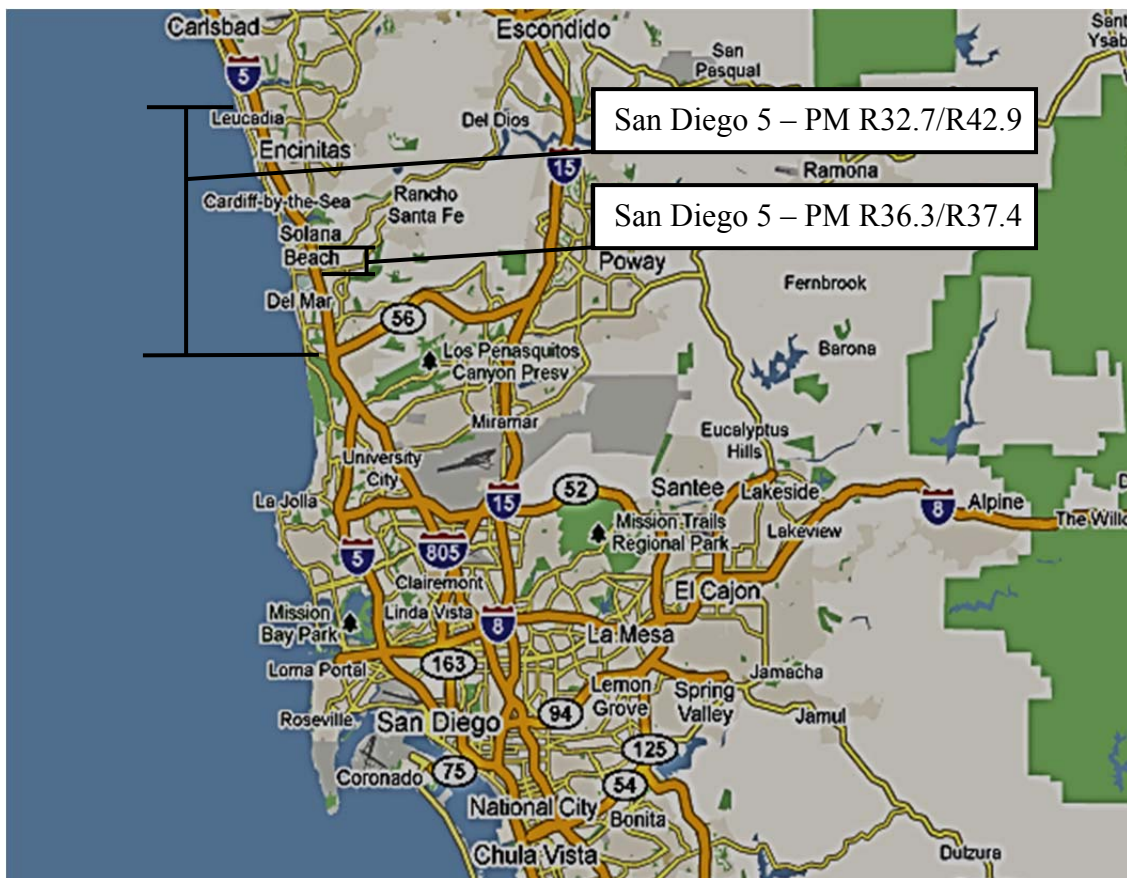 Carlsbad
Escondido
Sant
Ysab
San
Pasqual
5
Leucadia
Del Dios
San Diego 5 – PM R32.7/R42.9
Encinitas
15
Ramona
Cardiff-by-the-Sea
Rancho
Santa Fe
San Diego 5 – PM R36.3/R37.4
Solana
Beach
Poway
Fernbrook
Del Mar
56
Los Penasquitos
Canyon Presv
Barona
Miramar
Eucalyptus
Hills
University
City
La Jolla
15
52
Santee
Lakeside
8
Alpine
D
The Willo
Mission Trails
Regional Park
Lakeview
5
805
Clairemont
El Cajon
Mission
Bay Park
Linda Vista
8
La Mesa
Loma Portal
163
Jamacha
Lemon
Grove
Spring
Valley
Roseville
San Diego
94
Jamul
125
Coronado
75
54
National City
Bonita
Chula Vista
Dulzura